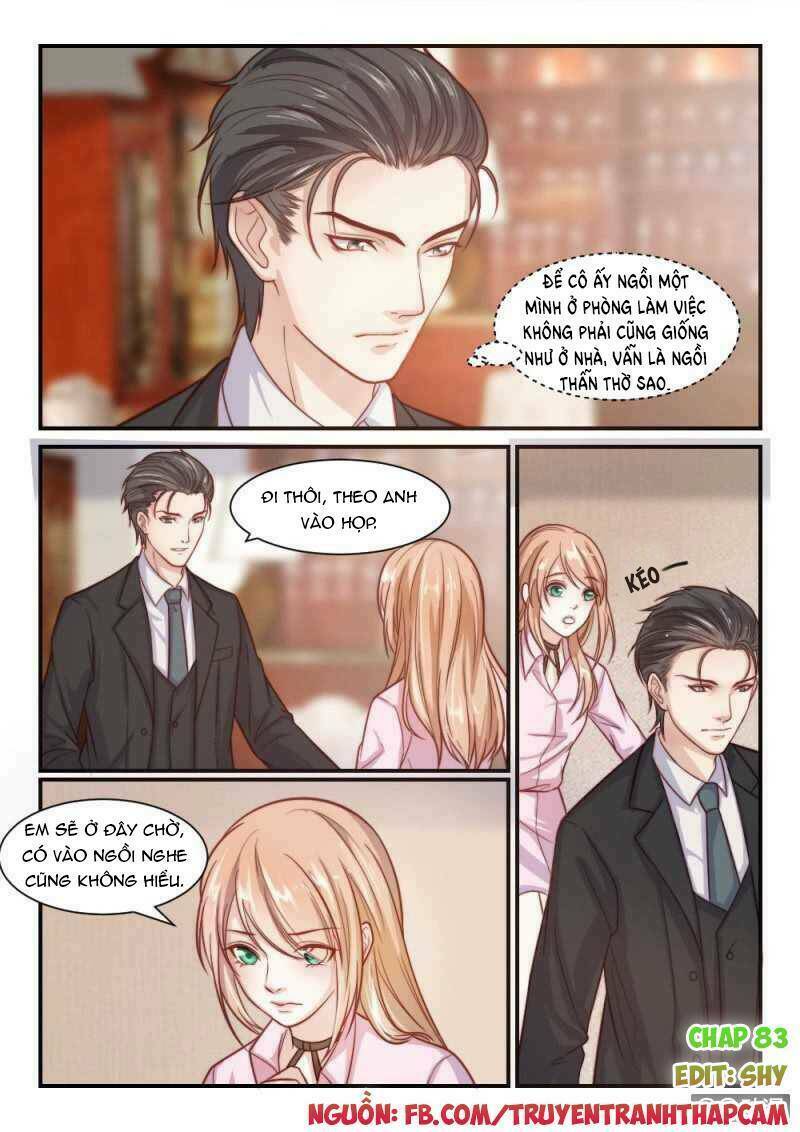 ĐỂ CÔ ẤY NGỒI MỘT
MÌNH Ở PHÒNG LÀM VIỆC
KHÔNG PHẢI CŨNG GIỐNG
NHƯ Ở NHÀ, VẪN LÀ NGỒI
THẪN THỜ SAO.
ĐI THÔI, THEO ANH
VÀO HỌP.
EM SẼ Ở ĐÂY CHỜ,
CÓ VÀO NGỒI NGHE
CŨNG KHÔNG HIỂU.
KÉO
CHAP 83
EDIT: SHY
NGUỒN: FB.COM/TRUYENTRANHTHAPCAM